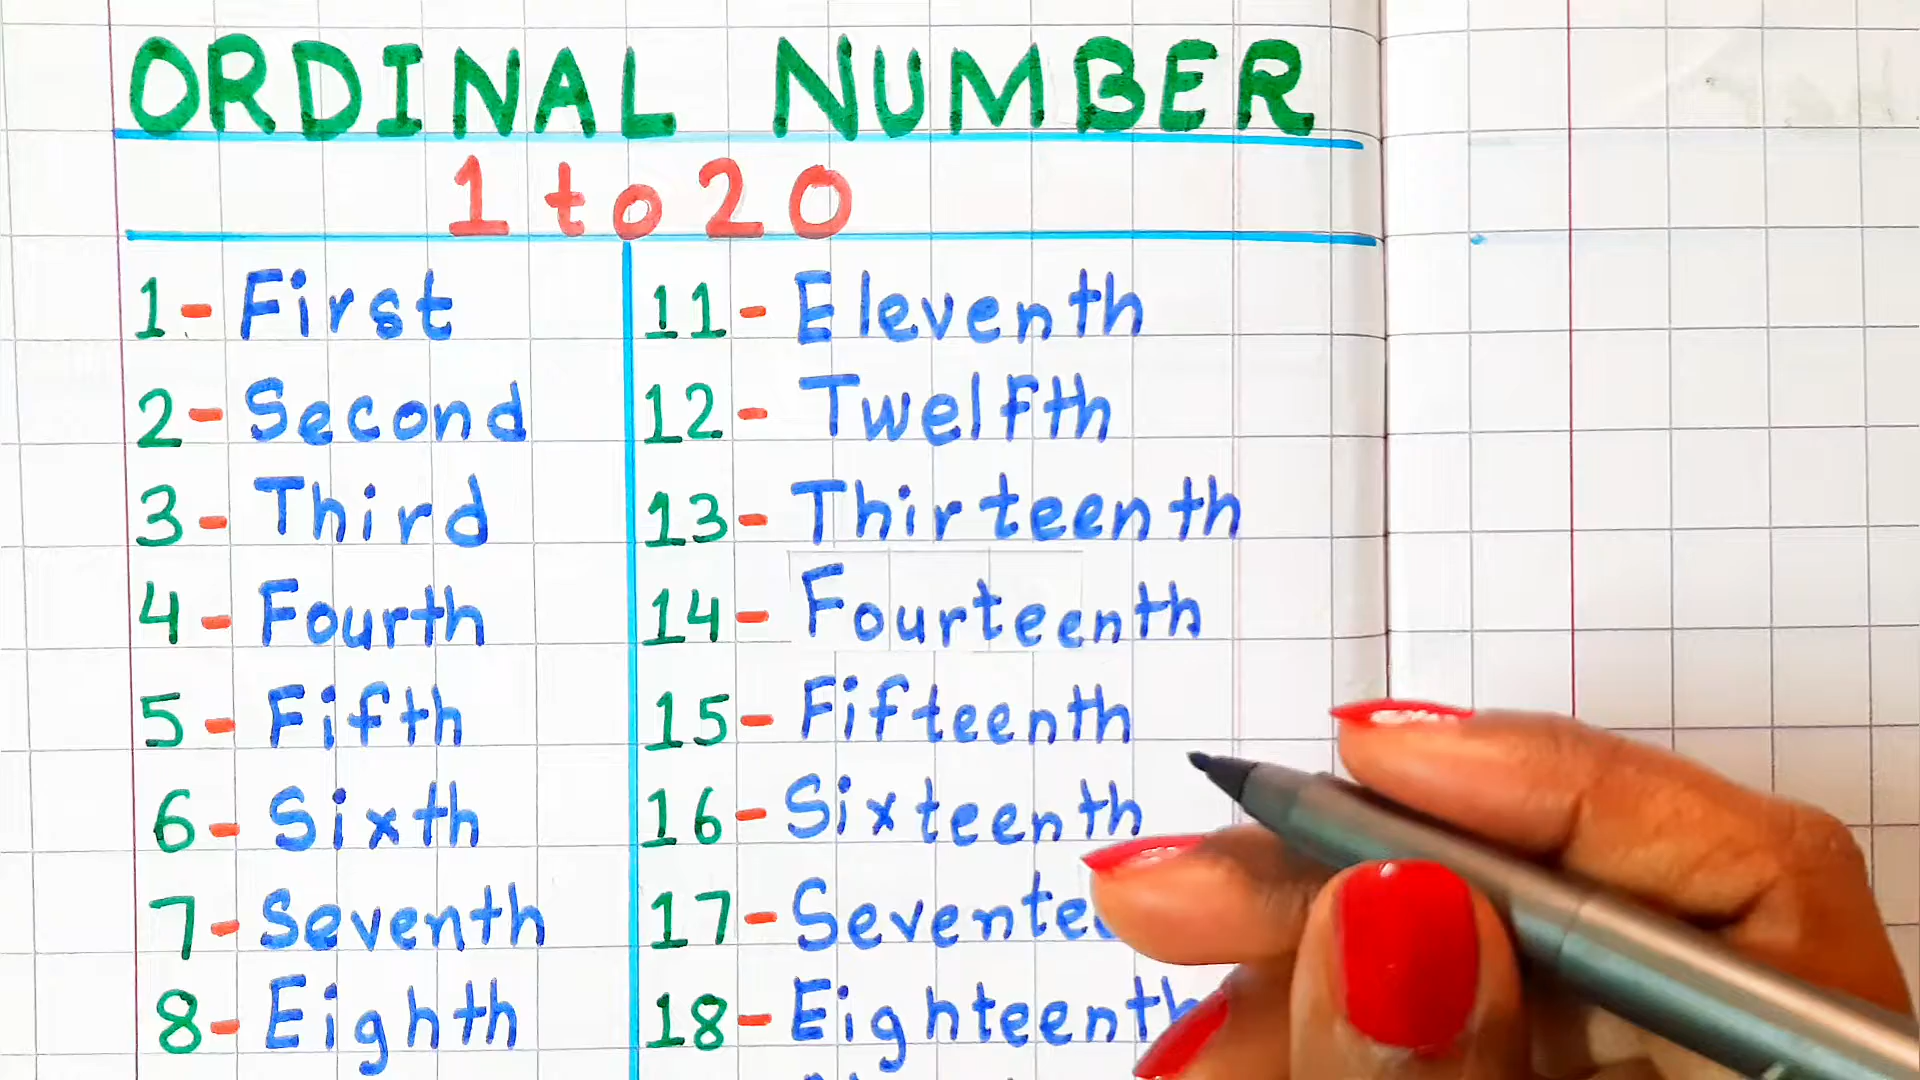 ORDINAL NUMBER
1 to 20
1- First
2- Second
3- Third
4- Fourth
5- Fifth
6- Sixth
7- Seventh
8- Eighth
11- Eleventh
12- Twelfth
13- Thirteenth
14- Fourteenth
15- Fifteenth
16- Sixteenth
17-
18- Eighteenth